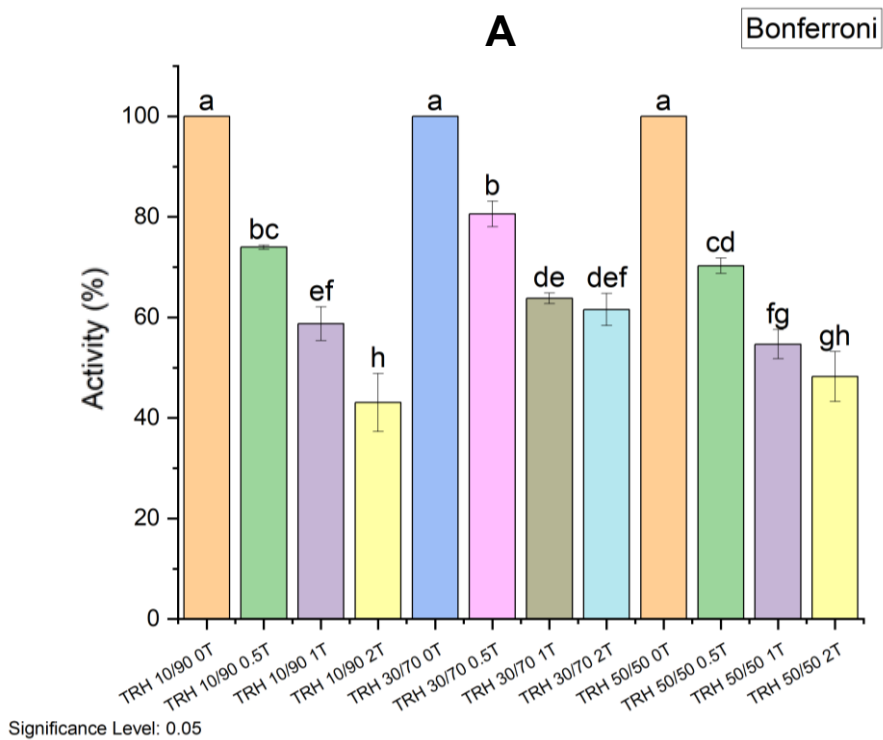 A
Bonferroni
Activity (%)
100
80
60
40
20
0
a
bc
ef
h
a
b
de
def
a
cd
fg
gh
TRH 10/90 0T
TRH 10/90 0.5T
TRH 10/90 1T
TRH 10/90 2T
TRH 30/70 0T
TRH 30/70 0.5T
TRH 30/70 1T
TRH 30/70 2T
TRH 50/50 0T
TRH 50/50 0.5T
TRH 50/50 1T
TRH 50/50 2T
Significance Level: 0.05